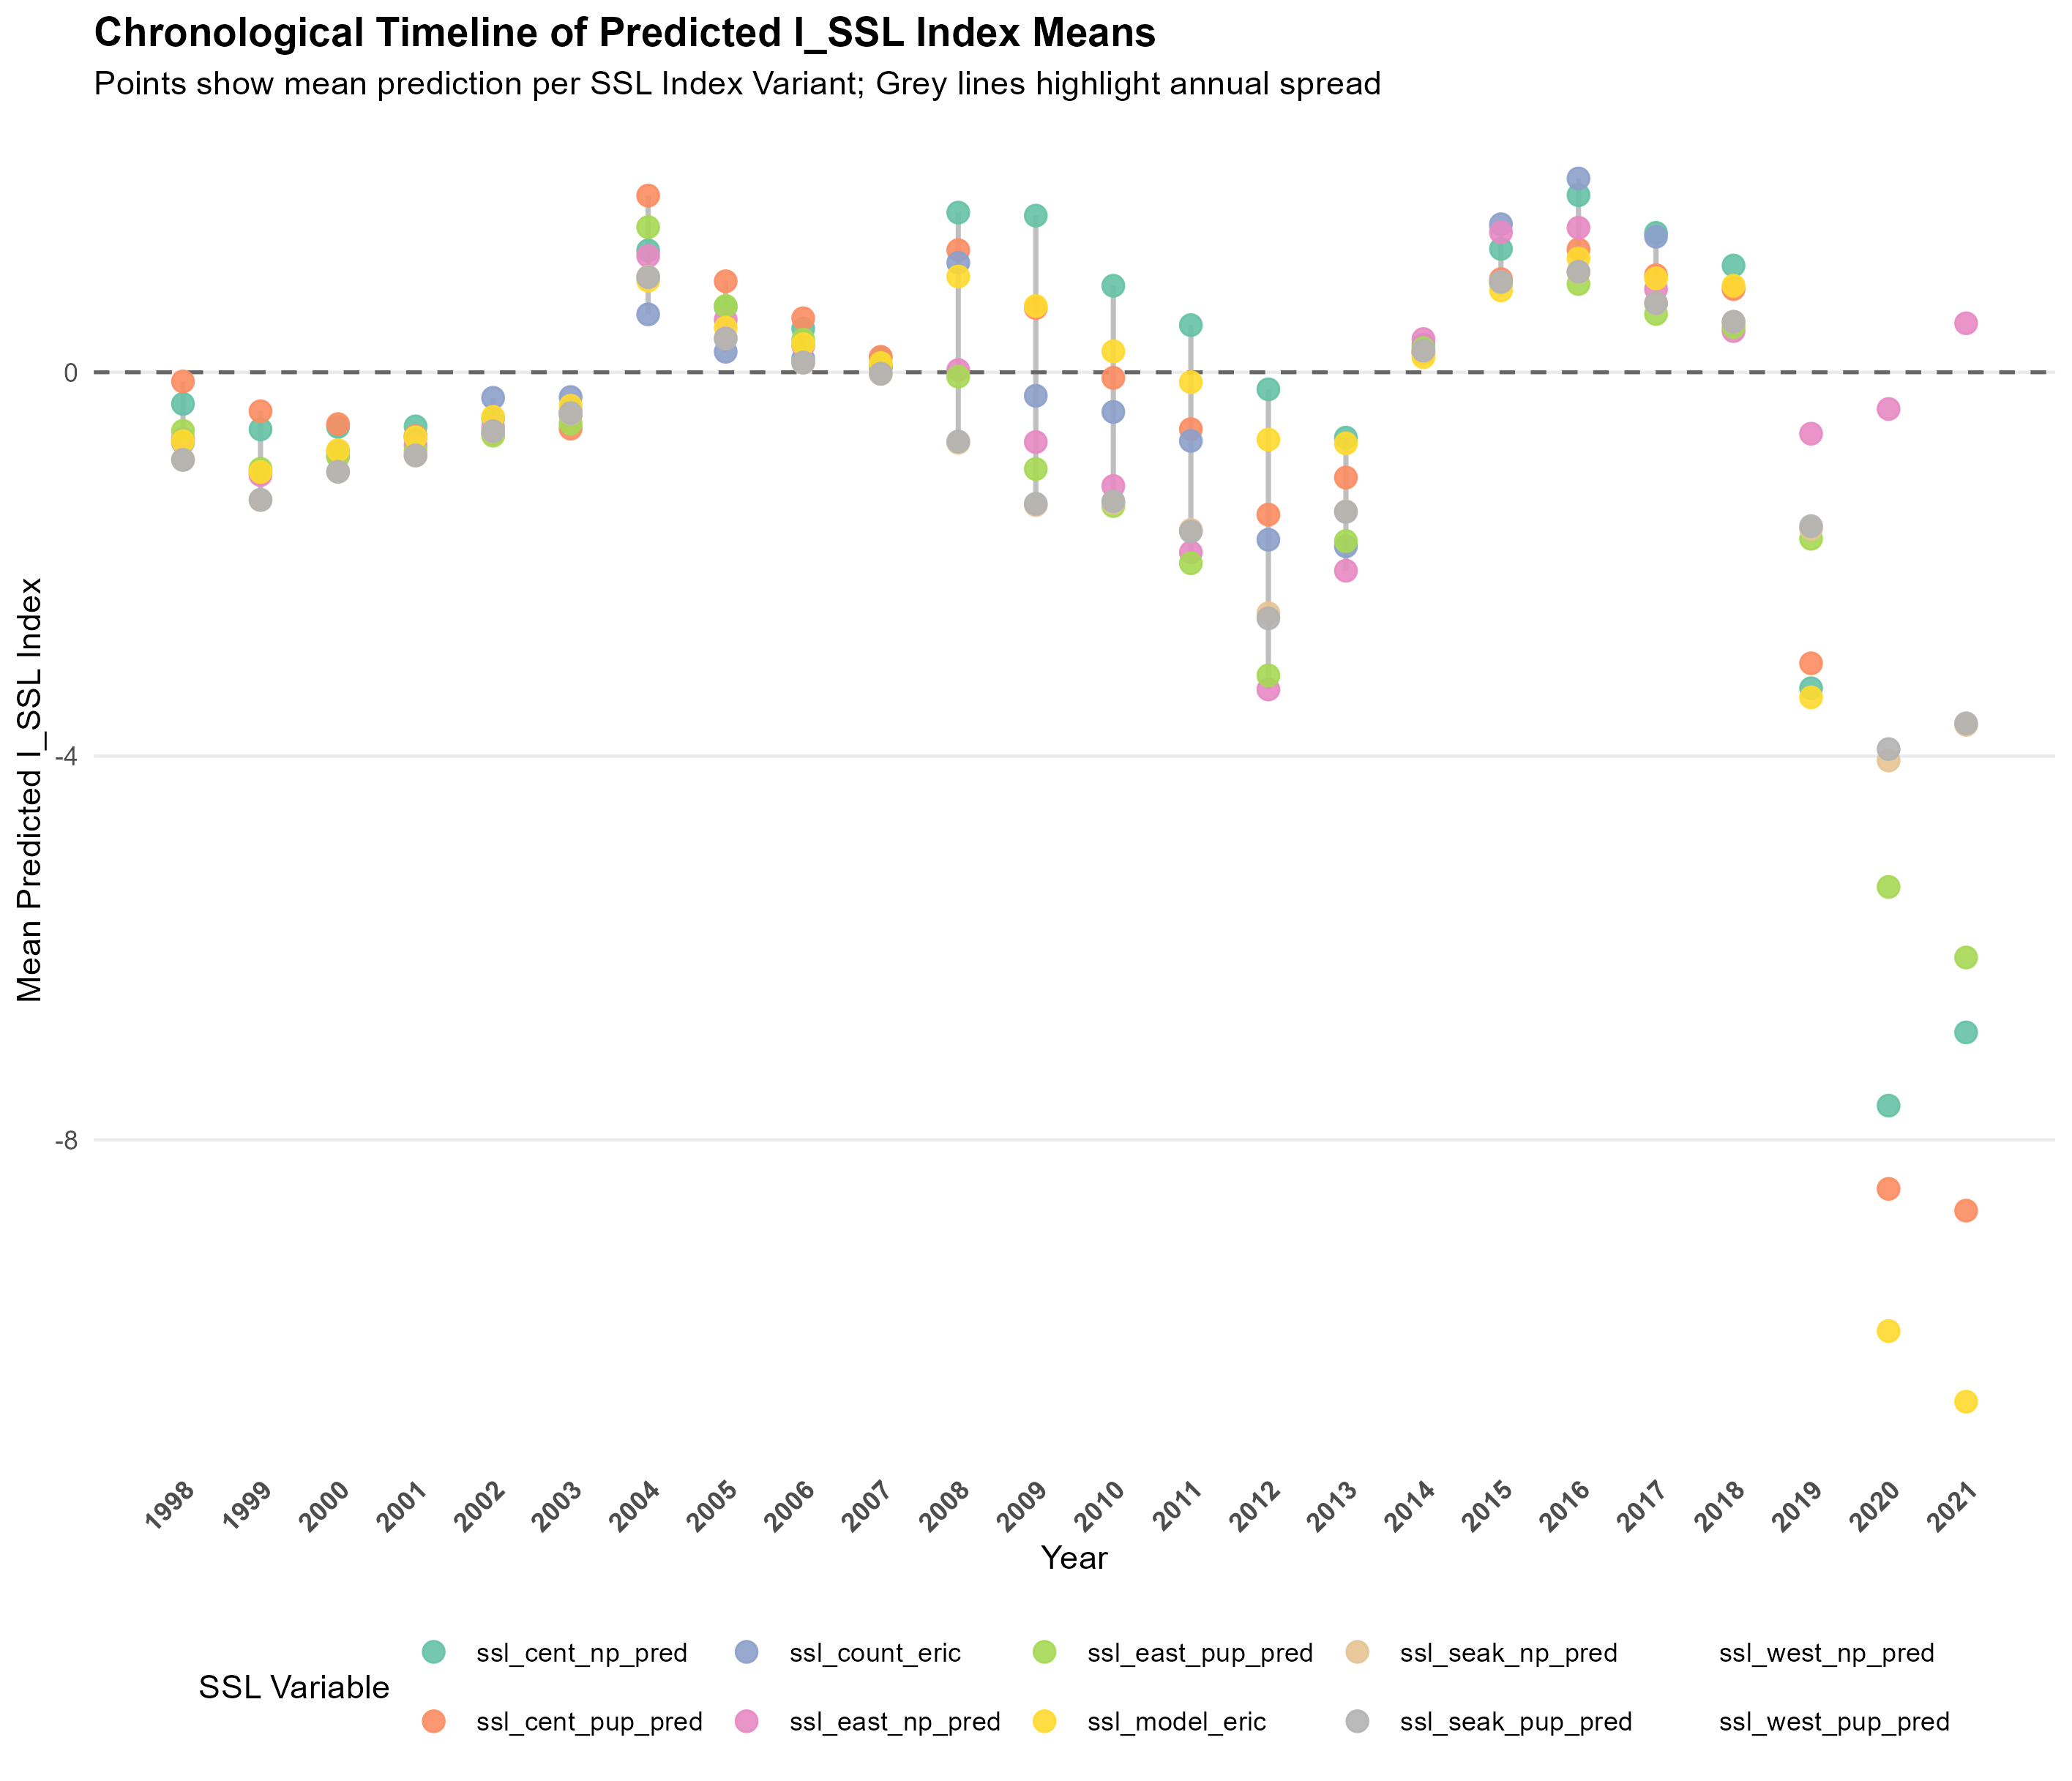 Chronological Timeline of Predicted I_SSL Index Means
Points show mean prediction per SSL Index Variant; Grey lines highlight annual spread
Mean Predicted I_SSL Index
0
-4
-8
1998 1999 2000 2001 2002 2003 2004 2005 2006 2007 2008 2009 2010 2011 2012 2013 2014 2015 2016 2017 2018 2019 2020 2021
Year
SSL Variable
ssl_cent_np_pred ssl_count_eric ssl_east_pup_pred ssl_seak_np_pred ssl_west_np_pred
ssl_cent_pup_pred ssl_east_np_pred ssl_model_eric ssl_seak_pup_pred ssl_west_pup_pred